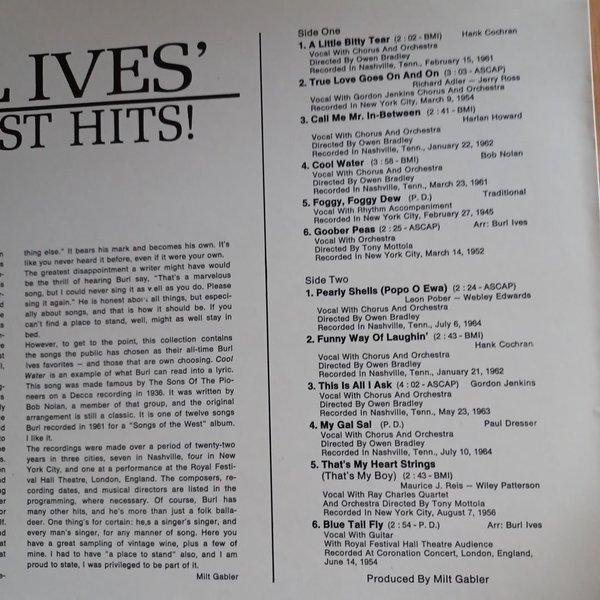 L IVES'
ST HITS!
thing else." It bears his mark and becomes his own. It's
like you never heard it before, even if it were your own.
The greatest disappointment a writer might have would
be the thrill of hearing Burl say, "That's a marvelous
song, but I could never sing it as well as you do. Please
sing it again." He is honest about all things, but especi-
ally about songs, and that is how it should be. If you
can't find a place to stand, well, might as well stay in
bed.
However, to get to the point, this collection contains
the songs the public has chosen as their all-time Burl
Ives favorites – and those that are own choosing. Cool
Water is an example of what Burl can read into a lyric.
This song was made famous by The Sons Of The Pio-
neers on a Decca recording in 1936. It was written by
Bob Nolan, a member of that group, and the original
arrangement is still a classic. It is one of twelve songs
Burl recorded in 1961 for a "Songs of the West" album.
I like it.
The recordings were made over a period of twenty-two
years in three cities, seven in Nashville, four in New
York City, and one at a performance at the Royal Festi-
val Hall Theatre, London, England. The composers, re-
cording dates, and musical directors are listed in the
programming, where necessary. Of course, Burl has
many other hits, and he's more than just a folk balla-
deer. One thing's for certain: he,s a singer's singer, and
every man's singer, for any manner of song. Here you
have a great sampling of vintage wine, plus a few of
mine. I had to have "a place to stand" also, and I am
proud to state, I was privileged to be part of it.
Milt Gabler
Side One
1. A Little Bitty Tear (2 : 02 - BMI) Hank Cochran
Vocal With Chorus And Orchestra
Directed By Owen Bradley
Recorded In Nashville, Tenn., February 15, 1961
2. True Love Goes On And On (3 : 03 - ASCAP)
Richard Adler – Jerry Ross
Vocal With Gordon Jenkins Chorus And Orchestra
Recorded In New York City, March 9, 1954
3. Call Me Mr. In-Between (2 : 41 - BMI)
Harlan Howard
Vocal With Chorus And Orchestra
Directed By Owen Bradley
Recorded In Nashville, Tenn., January 22, 1962
4. Cool Water (3 : 58 - BMI) Bob Nolan
Vocal With Chorus And Orchestra
Directed By Owen Bradley
Recorded In Nashville, Tenn., March 23, 1961
5. Foggy, Foggy Dew (P. D.) Traditional
Vocal With Rhythm Accompaniment
Recorded In New York City, February 27, 1945
6. Goober Peas (2 : 25 - ASCAP) Arr: Burl Ives
Vocal With Orchestra
Directed By Tony Mottola
Recorded In New York City, March 14, 1952
Side Two
1. Pearly Shells (Popo O Ewa) (2 : 24 - ASCAP)
Leon Pober – Webley Edwards
Vocal With Chorus And Orchestra
Directed By Owen Bradley
Recorded In Nashville, Tenn., July 6, 1964
2. Funny Way Of Laughin' (2 : 43 - BMI)
Hank Cochran
Vocal With Chorus And Orchestra
Directed By Owen Bradley
Recorded In Nashville, Tenn., January 21, 1962
3. This Is All I Ask (4 : 02 - ASCAP) Gordon Jenkins
Vocal With Chorus And Orchestra
Directed By Owen Bradley
Recorded In Nashville, Tenn., May 23, 1963
4. My Gal Sal (P. D.) Paul Dresser
Vocal With Chorus And Orchestra
Directed By Owen Bradley
Recorded In Nashville, Tenn., July 10, 1964
5. That's My Heart Strings
(That's My Boy) (2 : 43 - BMI)
Maurice J. Reis – Wiley Patterson
Vocal With Ray Charles Quartet
And Orchestra Directed By Tony Mottola
Recorded In New York City, August 7, 1956
6. Blue Tail Fly (2 : 54 - P. D.) Arr: Burl Ives
Vocal With Guitar
With Royal Festival Hall Theatre Audience
Recorded At Coronation Concert, London, England,
June 14, 1954
Produced By Milt Gabler